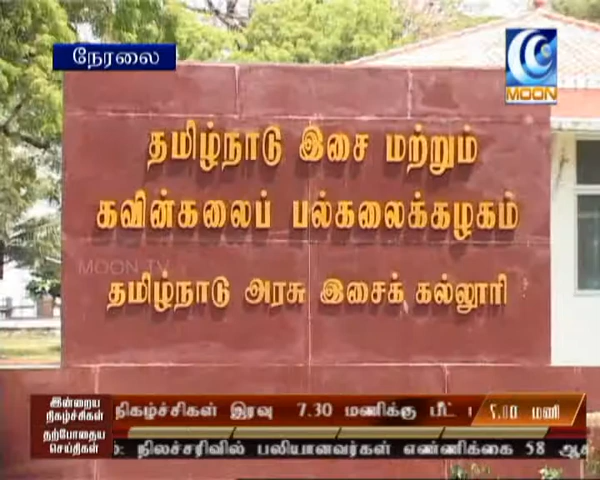 நேரலை
MOON
தமிழ்நாடு இசை மற்றும்
கவின்கலைப் பல்கலைக்கழகம்
MOON TV
தமிழ்நாடு அரசு இசைக் கல்லூரி
இன்றைய
நிகழ்ச்சிகள்
நிகழ்ச்சிகள் இரவு 7.30 மணிக்கு பீட்
மணி
தற்போதைய
செய்திகள்
நிலச்சரிவில் பலியானவர்கள் எண்ணிக்கை 58
MOON